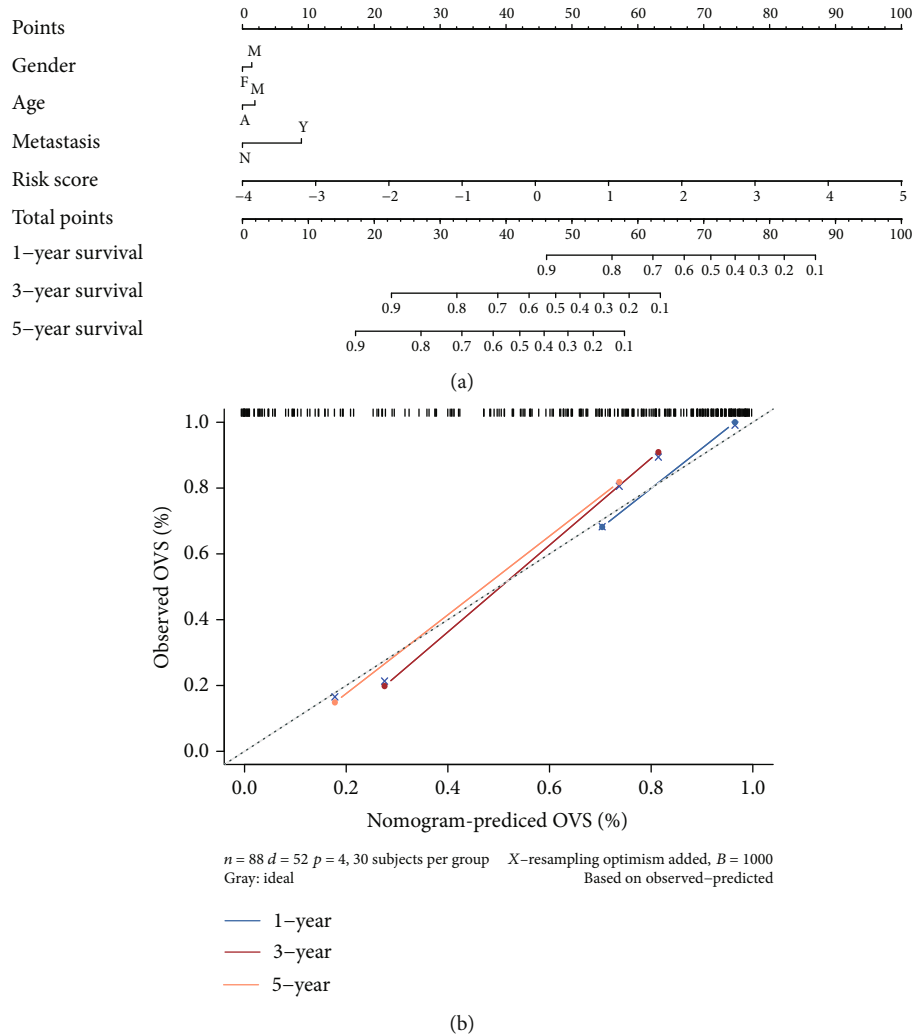 Points 0 10 20 30 40 50 60 70 80 90 100
M
Gender
F
M
Age
A
Y
Metastasis
N
Risk score
−4 −3 −2 −1 0 1 2 3 4 5
Total points
0 10 20 30 40 50 60 70 80 90 100
1−year survival
0.9 0.8 0.7 0.6 0.5 0.4 0.3 0.2 0.1
3−year survival
0.9 0.8 0.7 0.6 0.5 0.4 0.3 0.2 0.1
5−year survival
0.9 0.8 0.7 0.6 0.5 0.4 0.3 0.2 0.1
(a)
Observed OVS (%)
1.0
0.8
0.6
0.4
0.2
0.0
0.0 0.2 0.4 0.6 0.8 1.0
Nomogram-prediced OVS (%)
n = 88 d = 52 p = 4, 30 subjects per group X−resampling optimism added, B = 1000
Gray: ideal Based on observed−predicted
1−year
3−year
5−year
(b)